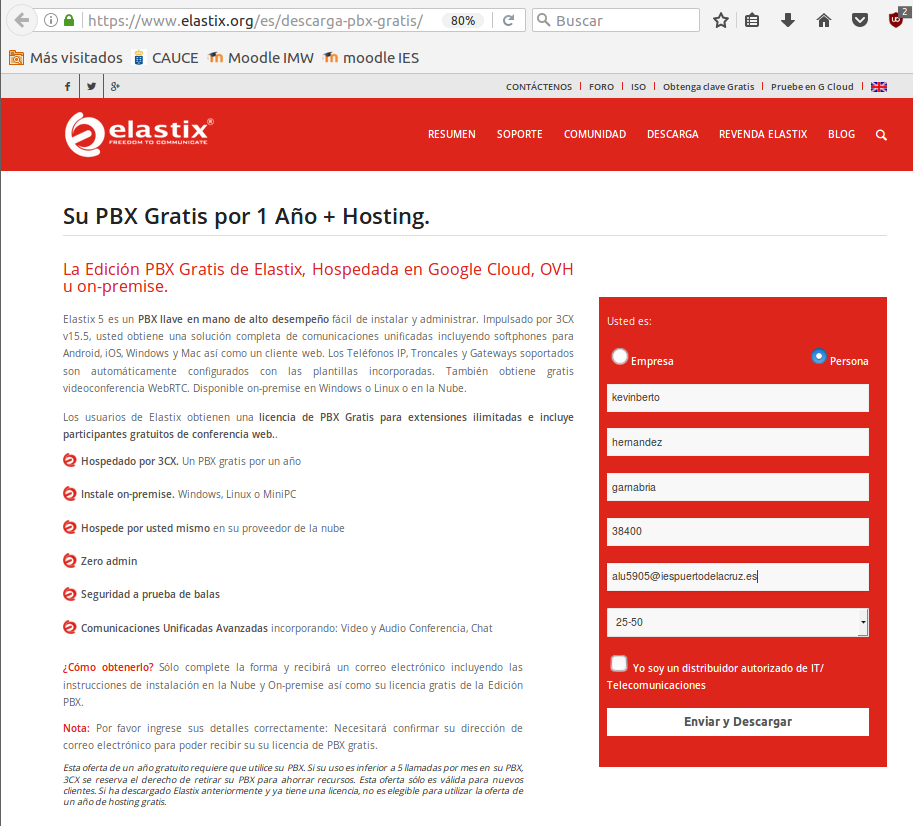 https://www.elastix.org/es/descarga-pbx-gratis/ 80% Buscar 2
Más visitados CAUCE Moodle IMW moodle IES
CONTÁCTENOS FORO ISO Obtenga clave Gratis Pruebe en G Cloud
elastix®
FREEDOM TO COMMUNICATE
RESUMEN SOPORTE COMUNIDAD DESCARGA REVENDA ELASTIX BLOG
Su PBX Gratis por 1 Año + Hosting.
La Edición PBX Gratis de Elastix, Hospedada en Google Cloud, OVH
u on-premise.
Elastix 5 es un PBX llave en mano de alto desempeño fácil de instalar y administrar. Impulsado por 3CX
v15.5, usted obtiene una solución completa de comunicaciones unificadas incluyendo softphones para
Android, iOS, Windows y Mac así como un cliente web. Los Teléfonos IP, Troncales y Gateways soportados
son automáticamente configurados con las plantillas incorporadas. También obtiene gratis
videoconferencia WebRTC. Disponible on-premise en Windows o Linux o en la Nube.
Los usuarios de Elastix obtienen una licencia de PBX Gratis para extensiones ilimitadas e incluye
participantes gratuitos de conferencia web..
Hospedado por 3CX. Un PBX gratis por un año
Instale on-premise. Windows, Linux o MiniPC
Hospede por usted mismo en su proveedor de la nube
Zero admin
Seguridad a prueba de balas
Comunicaciones Unificadas Avanzadas incorporando: Video y Audio Conferencia, Chat
¿Cómo obtenerlo? Sólo complete la forma y recibirá un correo electrónico incluyendo las
instrucciones de instalación en la Nube y On-premise así como su licencia gratis de la Edición
PBX.
Nota: Por favor ingrese sus detalles correctamente: Necesitará confirmar su dirección de
correo electrónico para poder recibir su su licencia de PBX gratis.
Esta oferta de un año gratuito requiere que utilice su PBX. Si su uso es inferior a 5 llamadas por mes en su PBX,
3CX se reserva el derecho de retirar su PBX para ahorrar recursos. Esta oferta sólo es válida para nuevos
clientes. Si ha descargado Elastix anteriormente y ya tiene una licencia, no es elegible para utilizar la oferta de
un año de hosting gratis.
Usted es:
Empresa Persona
kevinberto
hernandez
garnabria
38400
alu5905@iespuertodelacruz.es
25-50
Yo soy un distribuidor autorizado de IT/
Telecomunicaciones
Enviar y Descargar